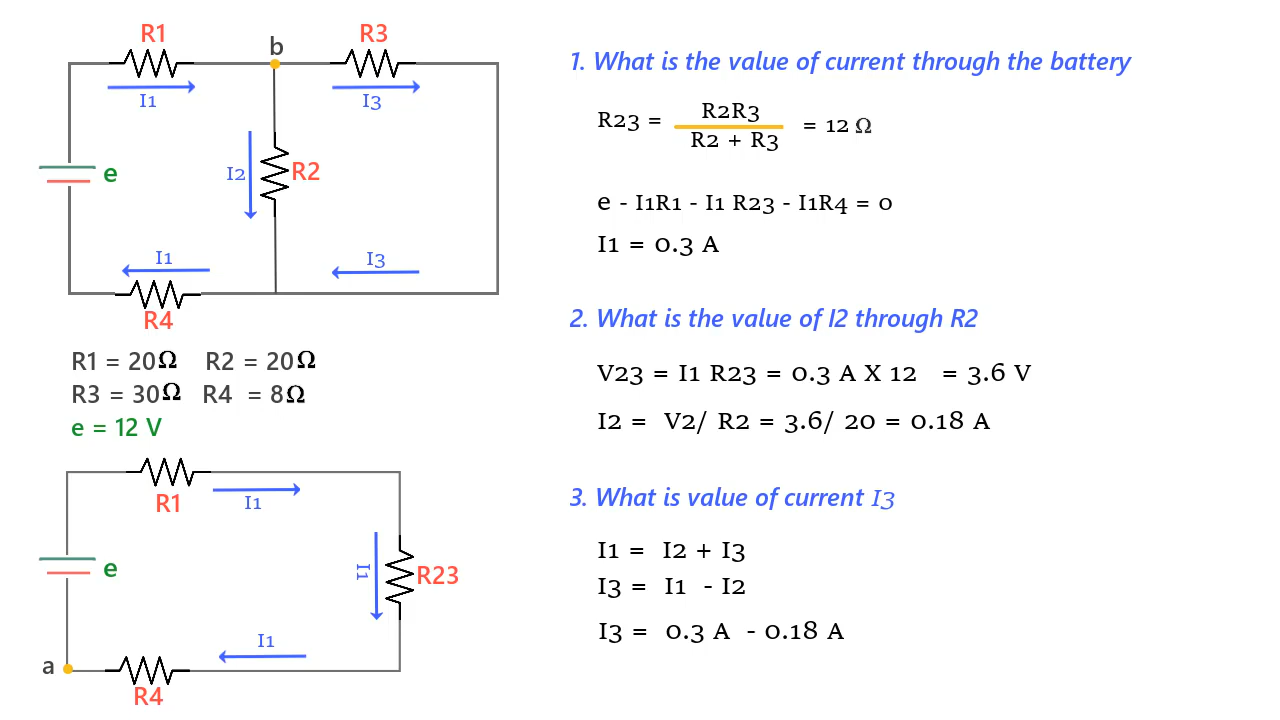 R1
b
R3
I1
I3
e
I2
R2
I1
I3
R4
R1 = 20Ω R2 = 20Ω
R3 = 30Ω R4 = 8Ω
e = 12 V
R1
I1
e
I1
R23
I1
a
R4
1. What is the value of current through the battery
R23 = R2R3 / R2 + R3 = 12 Ω
e - I1R1 - I1 R23 - I1R4 = 0
I1 = 0.3 A
2. What is the value of I2 through R2
V23 = I1 R23 = 0.3 A X 12 = 3.6 V
I2 = V2/ R2 = 3.6/ 20 = 0.18 A
3. What is value of current I3
I1 = I2 + I3
I3 = I1 - I2
I3 = 0.3 A - 0.18 A